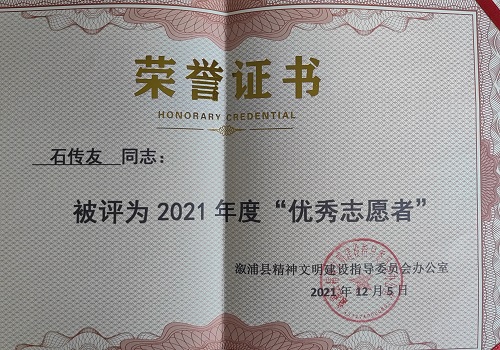 荣誉证书
HONORARY CREDENTIAL
石传友 同志：
被评为 2021 年度“优秀志愿者”
溆浦县精神文明建设指导委员会办公室
2021 年 12 月 5 日